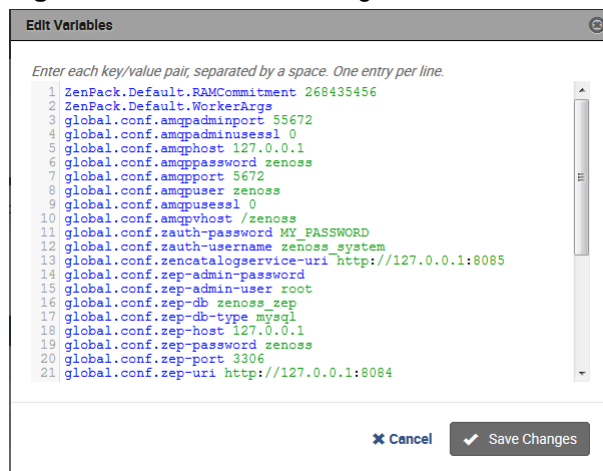 Edit Variables
Enter each key/value pair, separated by a space. One entry per line.
1 ZenPack.Default.RAMCommitment 268435456
2 ZenPack.Default.WorkerArgs
3 global.conf.amqpadminport 55672
4 global.conf.amqpadminusessl 0
5 global.conf.amqphost 127.0.0.1
6 global.conf.amqppassword zenoss
7 global.conf.amqpport 5672
8 global.conf.amqpuser zenoss
9 global.conf.amqpusessl 0
10 global.conf.amqpvhost /zenoss
11 global.conf.zauth-password MY_PASSWORD
12 global.conf.zauth-username zenoss_system
13 global.conf.zencatalogservice-uri http://127.0.0.1:8085
14 global.conf.zep-admin-password
15 global.conf.zep-admin-user root
16 global.conf.zep-db zenoss_zep
17 global.conf.zep-db-type mysql
18 global.conf.zep-host 127.0.0.1
19 global.conf.zep-password zenoss
20 global.conf.zep-port 3306
21 global.conf.zep-uri http://127.0.0.1:8084
Cancel
Save Changes